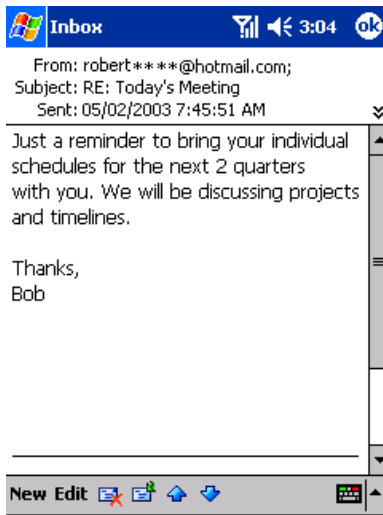 Inbox 3:04 ok
From: robert****@hotmail.com;
Subject: RE: Today's Meeting
Sent: 05/02/2003 7:45:51 AM
Just a reminder to bring your individual
schedules for the next 2 quarters
with you. We will be discussing projects
and timelines.
Thanks,
Bob
New Edit